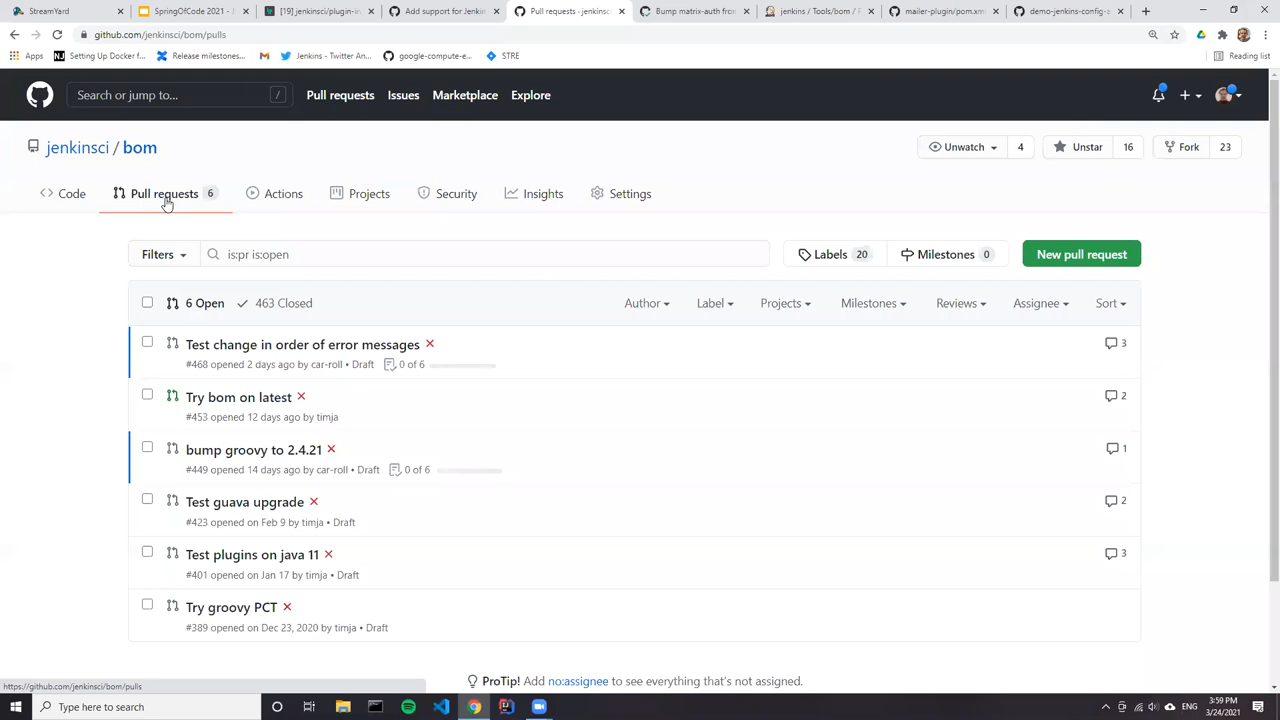 StreamYard
SpringOfCode 2021 - J
[19] jenkinsci/plugin-in
Add support for Jenkin
Pull requests · jenkinsc
Bump matrix-auth from
jenkins / Tools/bom / P
mailer-plugin/pom.xm
demo-jenkins-config-a
github.com/jenkinsci/bom/pulls
Apps
Setting Up Docker f...
Release milestones...
Jenkins - Twitter An...
google-compute-e...
STRE
Reading list
Search or jump to... /
Pull requests Issues Marketplace Explore
jenkinsci / bom
Unwatch 4
Unstar 16
Fork 23
Code
Pull requests 6
Actions
Projects
Security
Insights
Settings
Filters
is:pr is:open
Labels 20
Milestones 0
New pull request
6 Open 463 Closed
Author Label Projects Milestones Reviews Assignee Sort
Test change in order of error messages
3
#468 opened 2 days ago by car-roll • Draft 0 of 6
Try bom on latest
2
#453 opened 12 days ago by timja
bump groovy to 2.4.21
1
#449 opened 14 days ago by car-roll • Draft 0 of 6
Test guava upgrade
2
#423 opened on Feb 9 by timja • Draft
Test plugins on java 11
3
#401 opened on Jan 17 by timja • Draft
Try groovy PCT
#389 opened on Dec 23, 2020 by timja • Draft
ProTip! Add no:assignee to see everything that's not assigned.
https://github.com/jenkinsci/bom/pulls
Type here to search
ENG
3:59 PM
3/24/2021